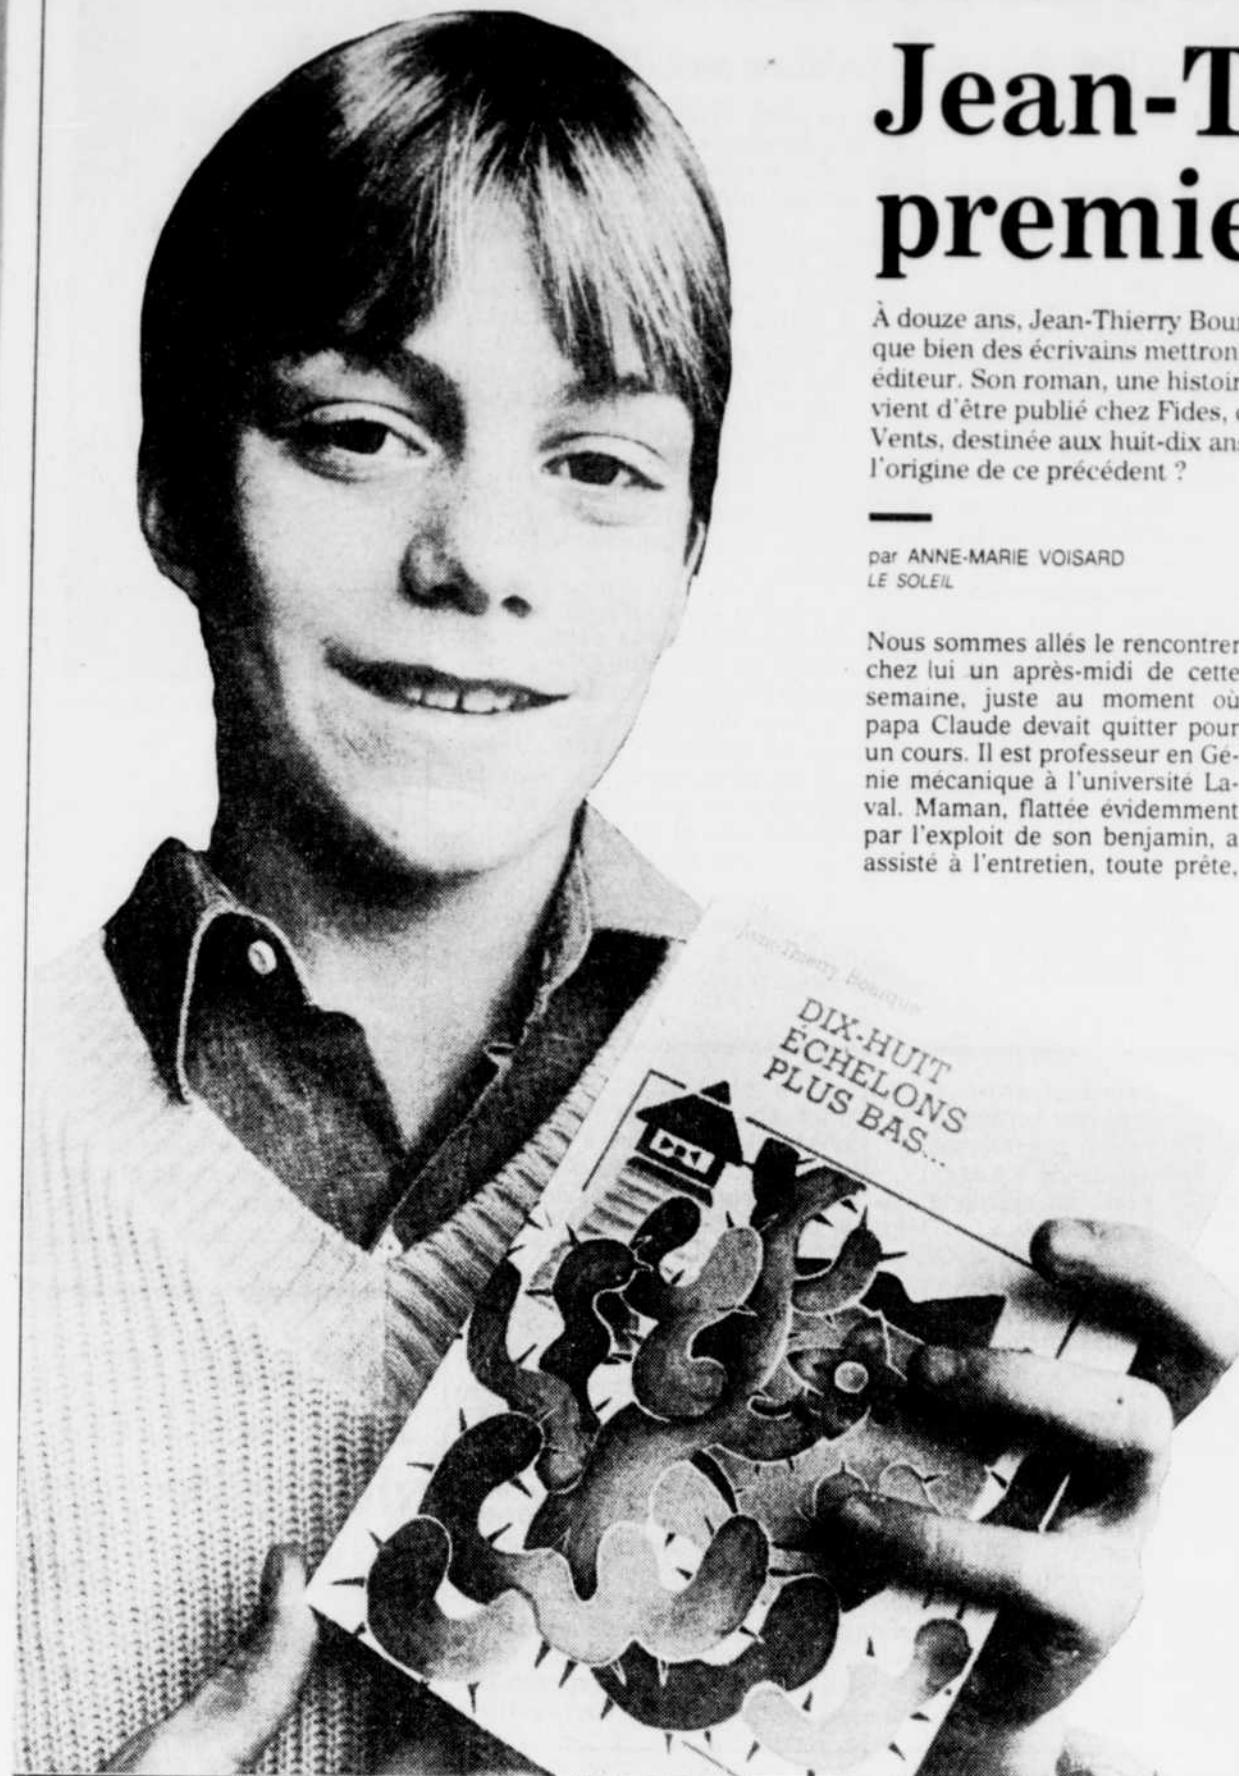 Jean-T
premie
À douze ans, Jean-Thierry Bour
que bien des écrivains mettron
éditeur. Son roman, une histoir
vient d'être publié chez Fides,
Vents, destinée aux huit-dix ans
l'origine de ce précédent ?
par ANNE-MARIE VOISARD
LE SOLEIL
Nous sommes allés le rencontrer
chez lui un après-midi de cette
semaine, juste au moment où
papa Claude devait quitter pour
un cours. Il est professeur en Gé-
nie mécanique à l'université La-
val. Maman, flattée évidemment
par l'exploit de son benjamin, a
assisté à l'entretien, toute prête,
Jean-Thierry Bourque
DIX-HUIT
ÉCHELONS
PLUS BAS...